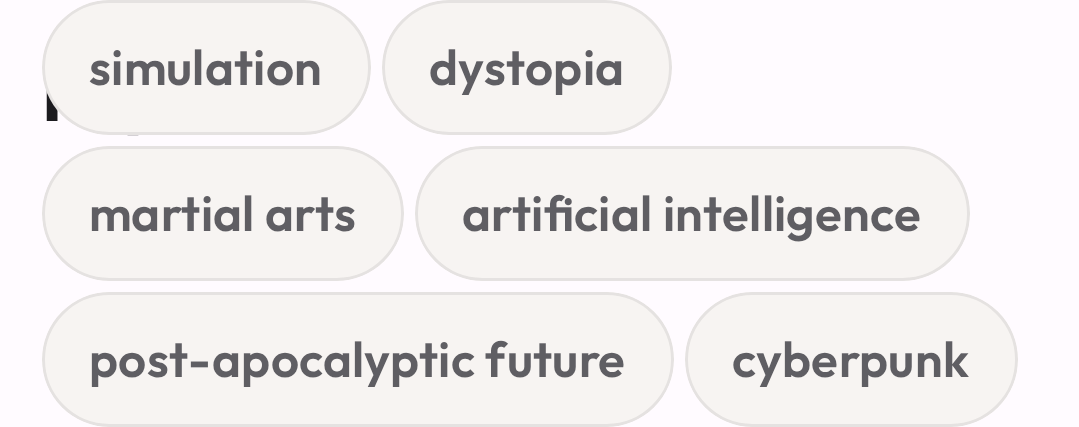 simulation dystopia
martial arts artificial intelligence
post-apocalyptic future cyberpunk